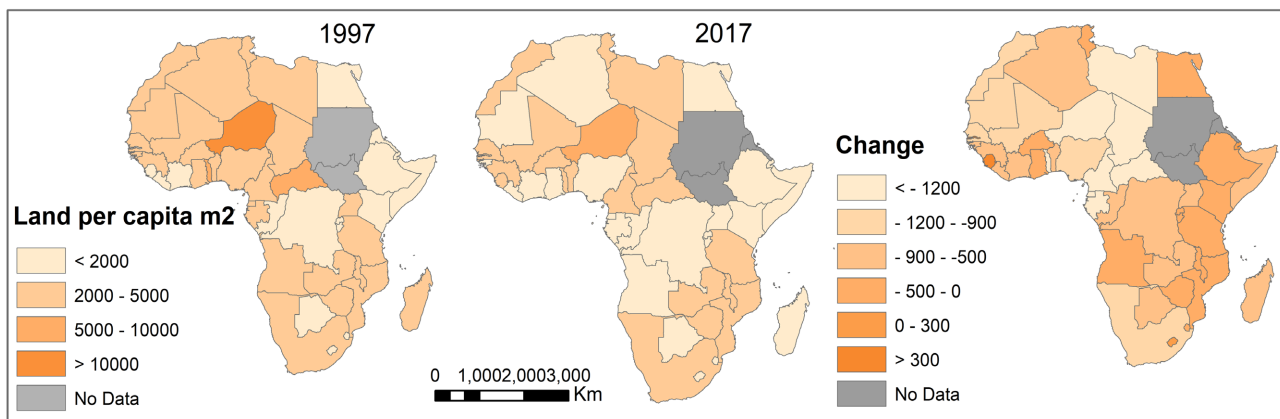 1997
2017
Land per capita m2
< 2000
2000 - 5000
5000 - 10000
> 10000
No Data
0 1,0002,0003,000
Km
Change
< - 1200
- 1200 - -900
- 900 - -500
- 500 - 0
0 - 300
> 300
No Data